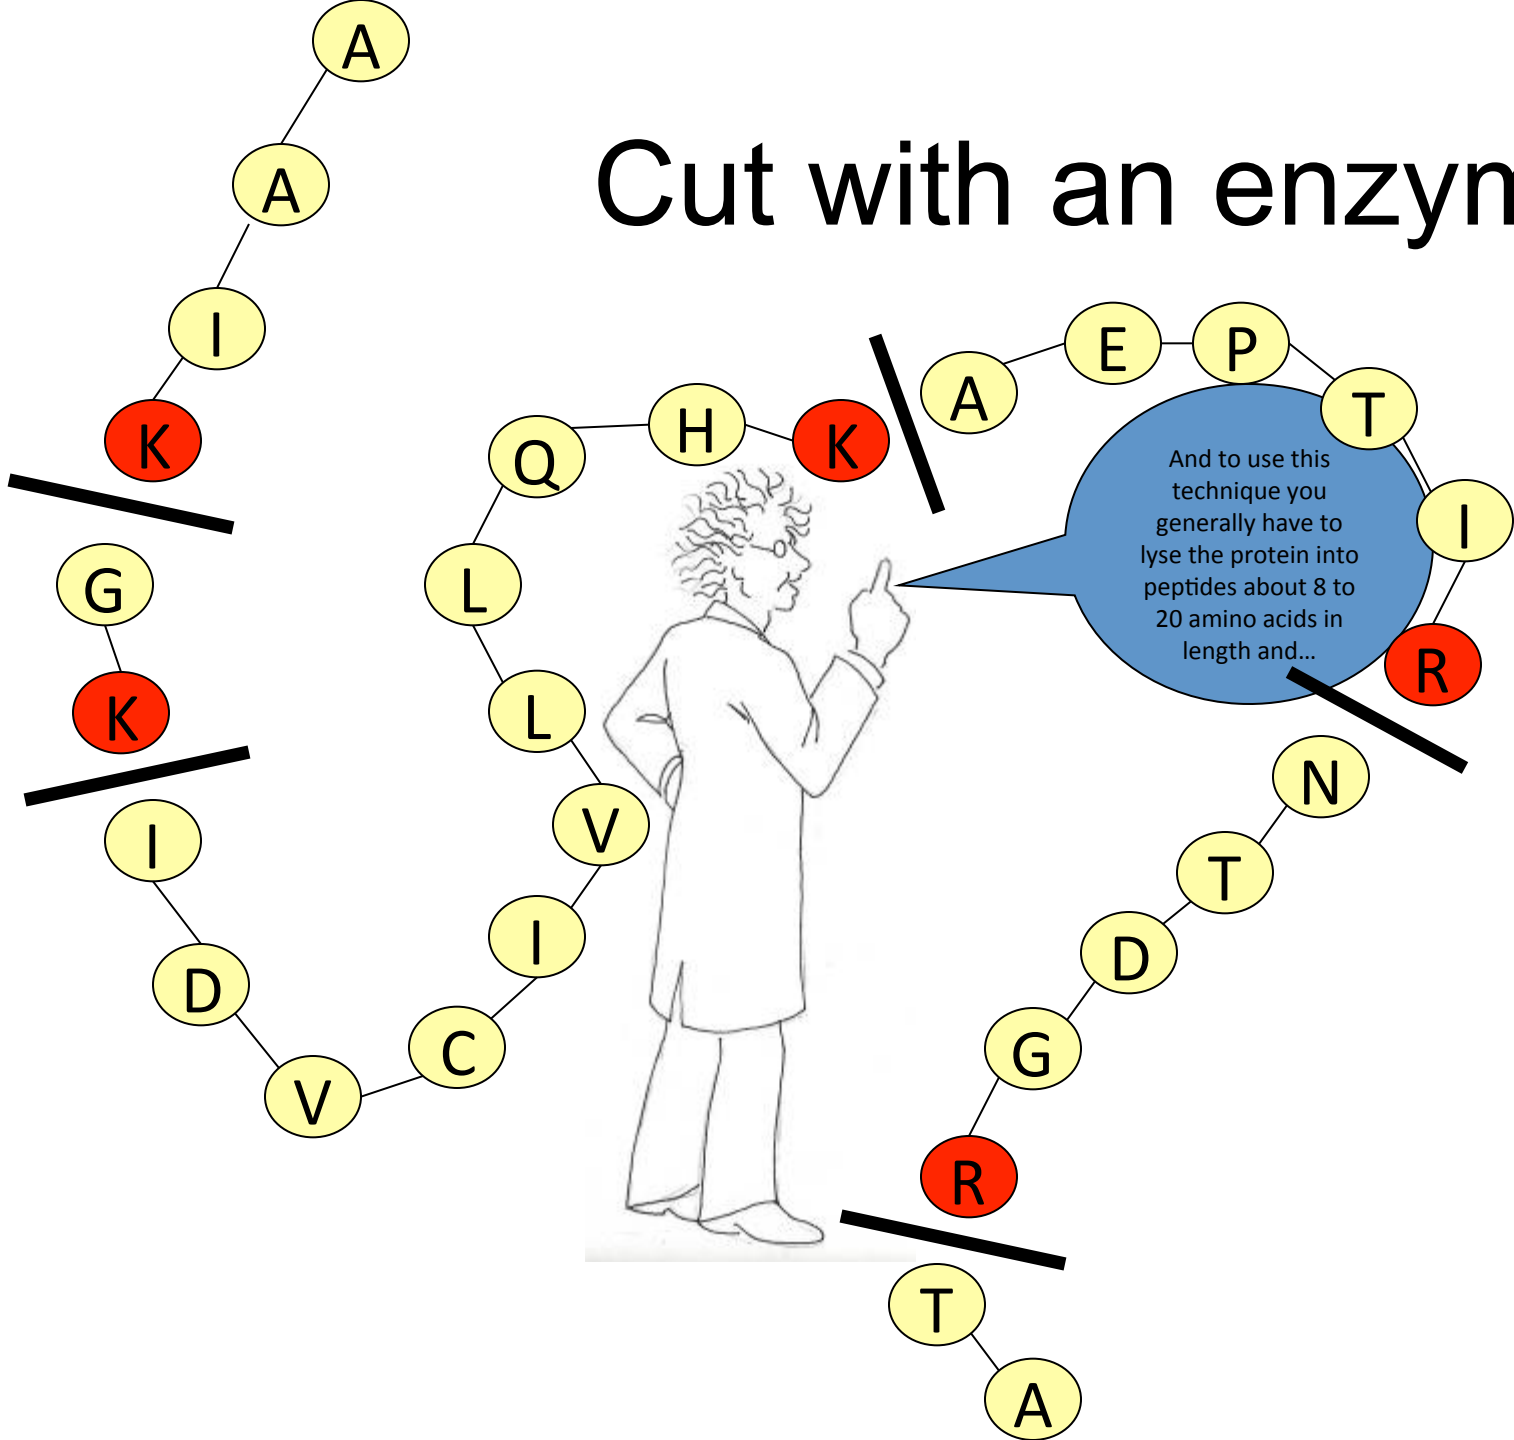 Cut with an enzym
A
A
I
K
G
K
I
D
V
C
I
V
L
L
Q
H
K
A
E
P
T
I
R
N
T
D
G
R
T
A
And to use this
technique you
generally have to
lyse the protein into
peptides about 8 to
20 amino acids in
length and...